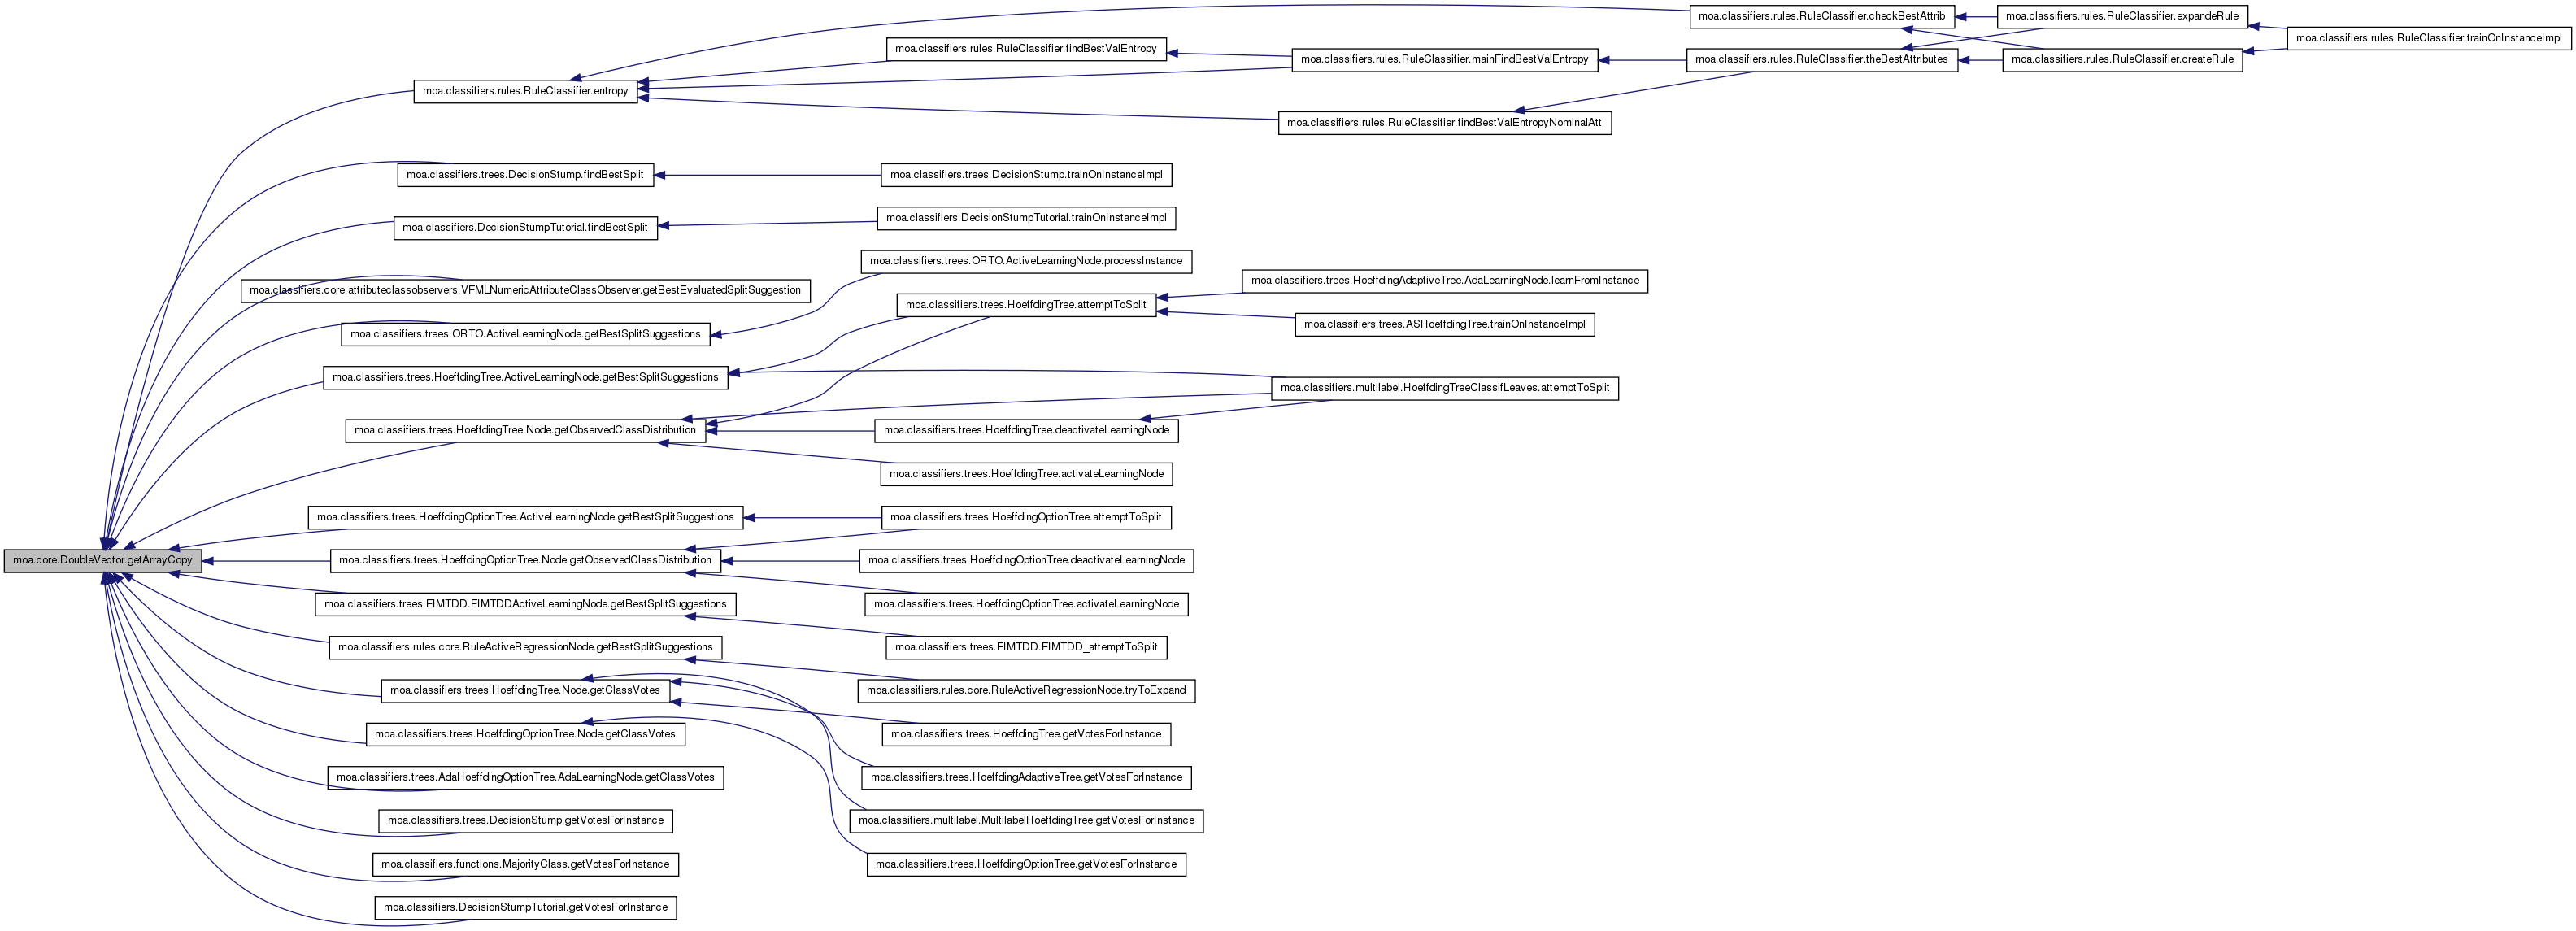 moa.classifiers.rules.RuleClassifier.checkBestAttrib
moa.classifiers.rules.RuleClassifier.expandeRule
moa.classifiers.rules.RuleClassifier.trainOnInstanceImpl
moa.classifiers.rules.RuleClassifier.findBestValEntropy
moa.classifiers.rules.RuleClassifier.mainFindBestValEntropy
moa.classifiers.rules.RuleClassifier.theBestAttributes
moa.classifiers.rules.RuleClassifier.createRule
moa.classifiers.rules.RuleClassifier.entropy
moa.classifiers.rules.RuleClassifier.findBestValEntropyNominalAtt
moa.classifiers.trees.DecisionStump.findBestSplit
moa.classifiers.trees.DecisionStump.trainOnInstanceImpl
moa.classifiers.DecisionStumpTutorial.findBestSplit
moa.classifiers.DecisionStumpTutorial.trainOnInstanceImpl
moa.classifiers.trees.ORTO.ActiveLearningNode.processInstance
moa.classifiers.core.attributeclassobservers.VFMLNumericAttributeClassObserver.getBestEvaluatedSplitSuggestion
moa.classifiers.trees.HoeffdingAdaptiveTree.AdaLearningNode.learnFromInstance
moa.classifiers.trees.HoeffdingTree.attemptToSplit
moa.classifiers.trees.ASHoeffdingTree.trainOnInstanceImpl
moa.classifiers.trees.ORTO.ActiveLearningNode.getBestSplitSuggestions
moa.classifiers.trees.HoeffdingTree.ActiveLearningNode.getBestSplitSuggestions
moa.classifiers.multilabel.HoeffdingTreeClassifLeaves.attemptToSplit
moa.classifiers.trees.HoeffdingTree.Node.getObservedClassDistribution
moa.classifiers.trees.HoeffdingTree.deactivateLearningNode
moa.classifiers.trees.HoeffdingTree.activateLearningNode
moa.classifiers.trees.HoeffdingOptionTree.ActiveLearningNode.getBestSplitSuggestions
moa.classifiers.trees.HoeffdingOptionTree.attemptToSplit
moa.core.DoubleVector.getArrayCopy
moa.classifiers.trees.HoeffdingOptionTree.Node.getObservedClassDistribution
moa.classifiers.trees.HoeffdingOptionTree.deactivateLearningNode
moa.classifiers.trees.FIMTDD.FIMTDDActiveLearningNode.getBestSplitSuggestions
moa.classifiers.trees.HoeffdingOptionTree.activateLearningNode
moa.classifiers.rules.core.RuleActiveRegressionNode.getBestSplitSuggestions
moa.classifiers.trees.FIMTDD.FIMTDD_attemptToSplit
moa.classifiers.trees.HoeffdingTree.Node.getClassVotes
moa.classifiers.rules.core.RuleActiveRegressionNode.tryToExpand
moa.classifiers.trees.HoeffdingOptionTree.Node.getClassVotes
moa.classifiers.trees.HoeffdingTree.getVotesForInstance
moa.classifiers.trees.AdaHoeffdingOptionTree.AdaLearningNode.getClassVotes
moa.classifiers.trees.HoeffdingAdaptiveTree.getVotesForInstance
moa.classifiers.trees.DecisionStump.getVotesForInstance
moa.classifiers.multilabel.MultilabelHoeffdingTree.getVotesForInstance
moa.classifiers.functions.MajorityClass.getVotesForInstance
moa.classifiers.trees.HoeffdingOptionTree.getVotesForInstance
moa.classifiers.DecisionStumpTutorial.getVotesForInstance